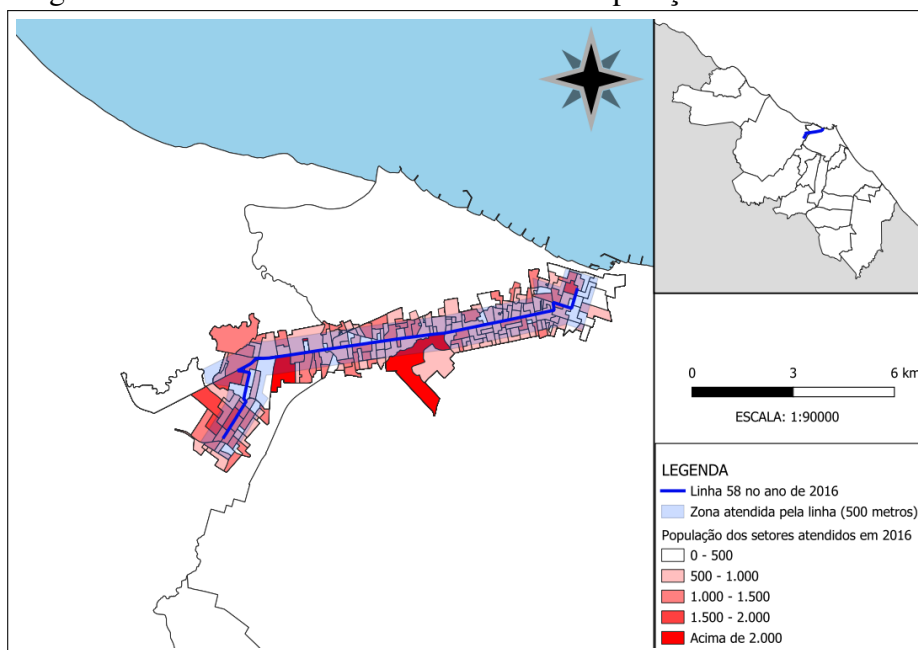 0 3 6 km
ESCALA: 1:90000
LEGENDA
Linha 58 no ano de 2016
Zona atendida pela linha (500 metros)
População dos setores atendidos em 2016
0 - 500
500 - 1.000
1.000 - 1.500
1.500 - 2.000
Acima de 2.000